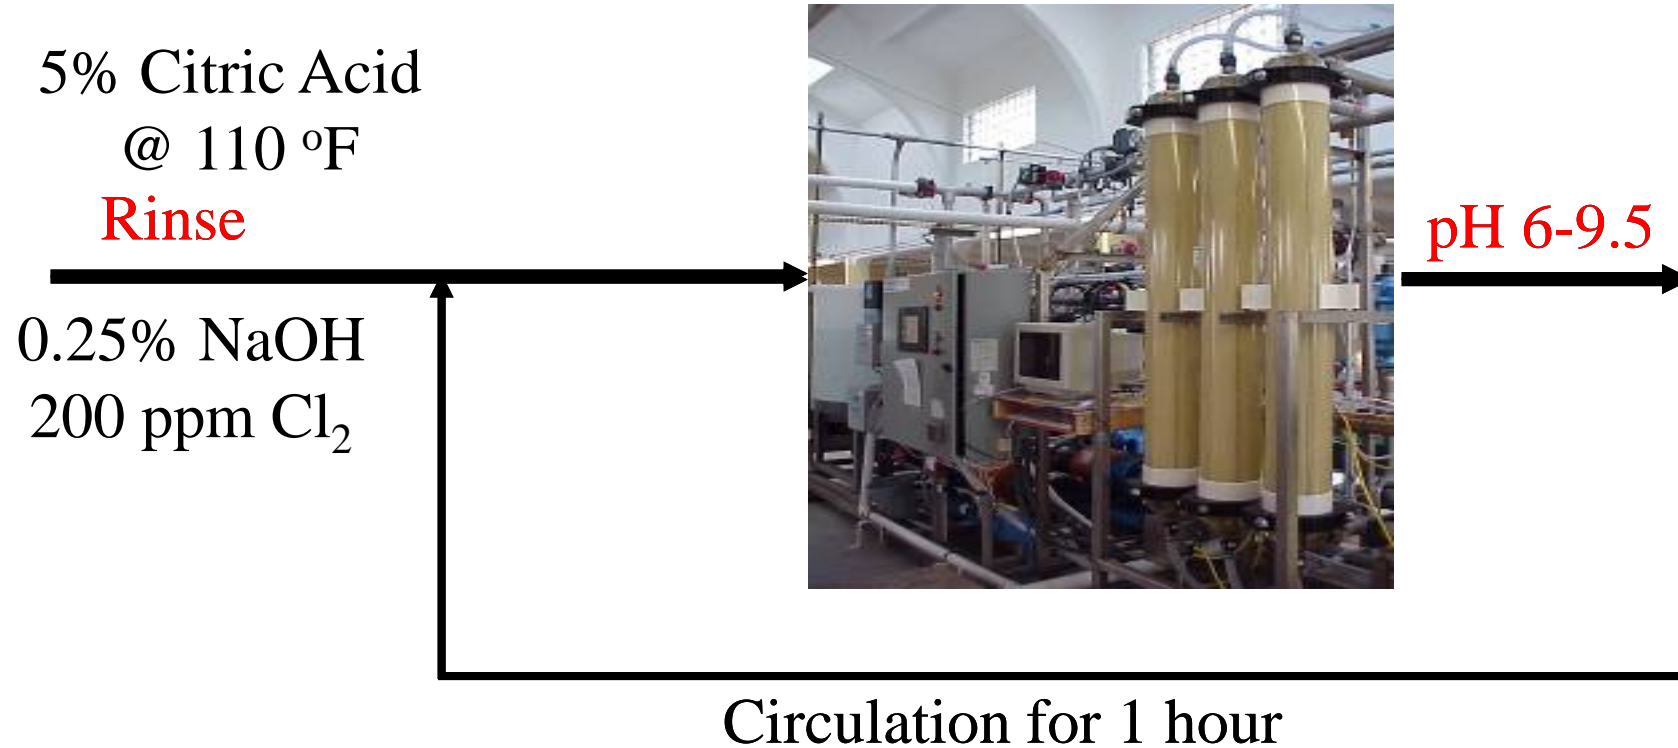 5% Citric Acid
@ 110 °F
Rinse
0.25% NaOH
200 ppm Cl₂
pH 6-9.5
Circulation for 1 hour